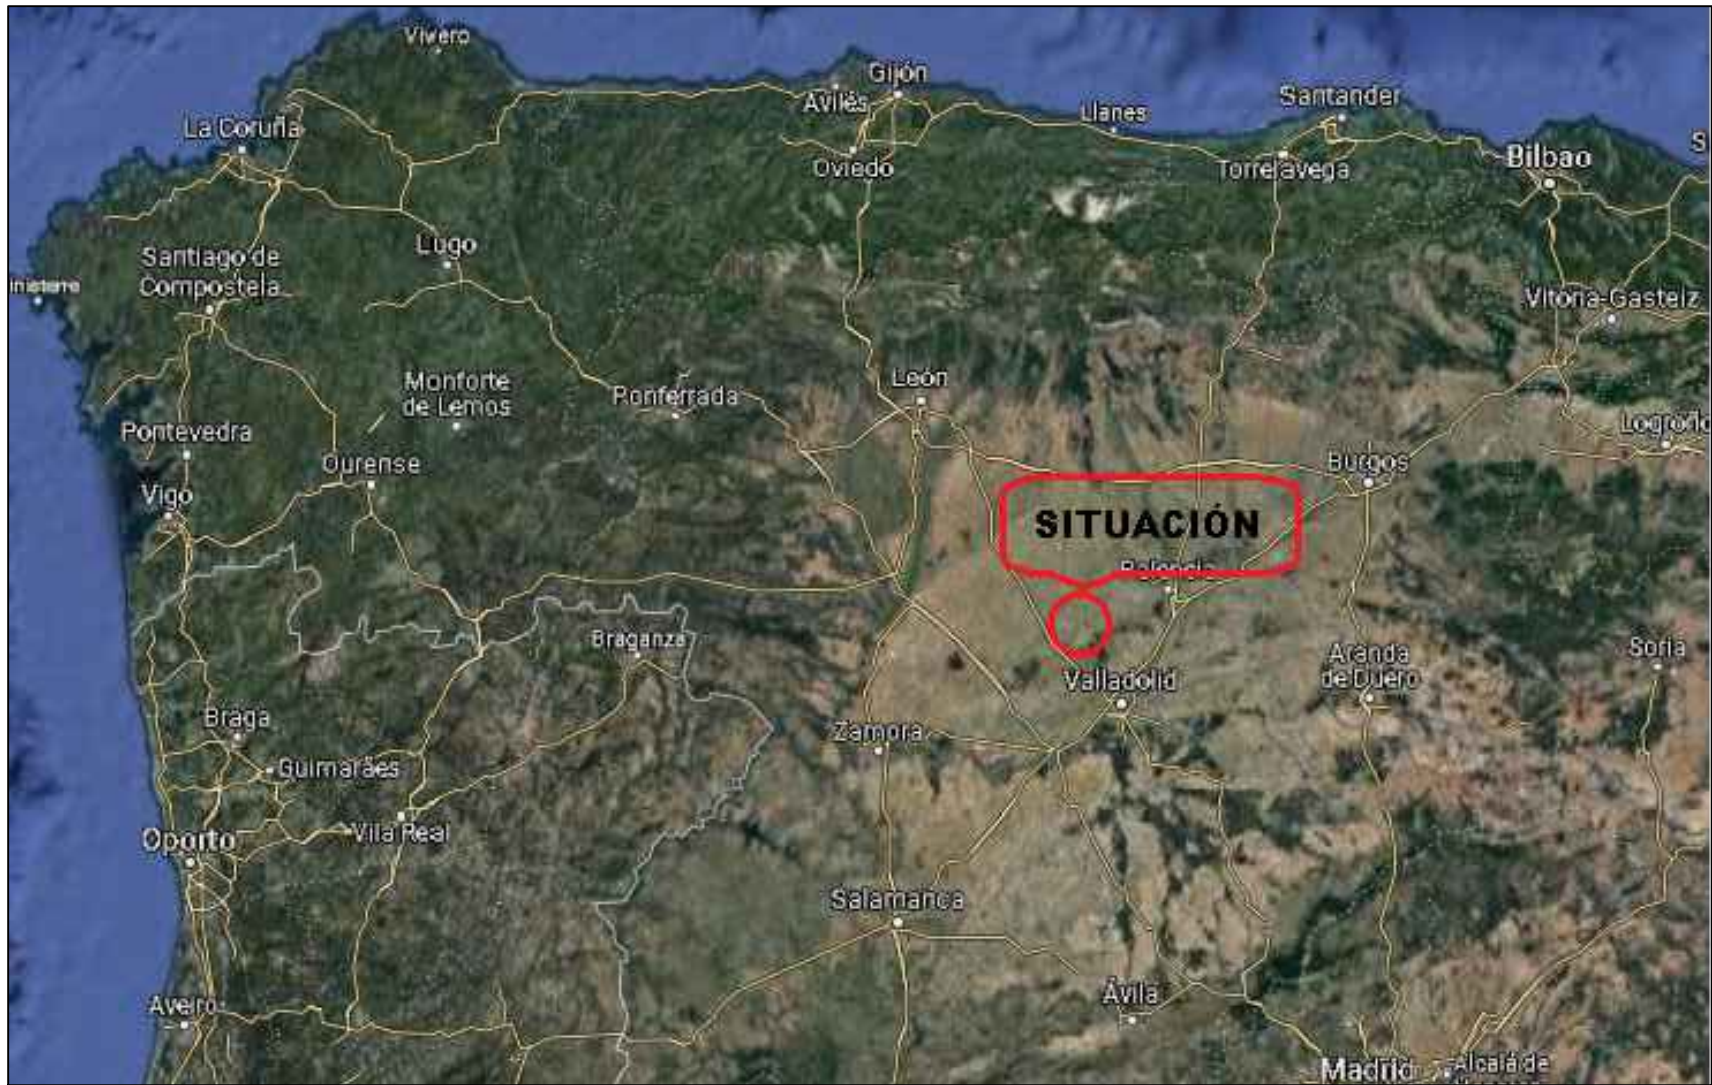 Vivero
Gijón
Avilés
Santander
Llanes
La Coruña
S
Bilbao
Oviedo
Torrelavega
Lugo
Santiago de
Compostela
inisterre
Vitoria-Gasteiz
León
Monforte
de Lemos
Ponferrada
Logroño
Pontevedra
Ourense
Burgos
Vigo
SITUACIÓN
Palencia
Braganza
Aranda
de Duero
Soria
Valladolid
Braga
Zamora
Guimarães
Vila Real
Oporto
Salamanca
Ávila
Aveiro
Madrid
Alcalá de